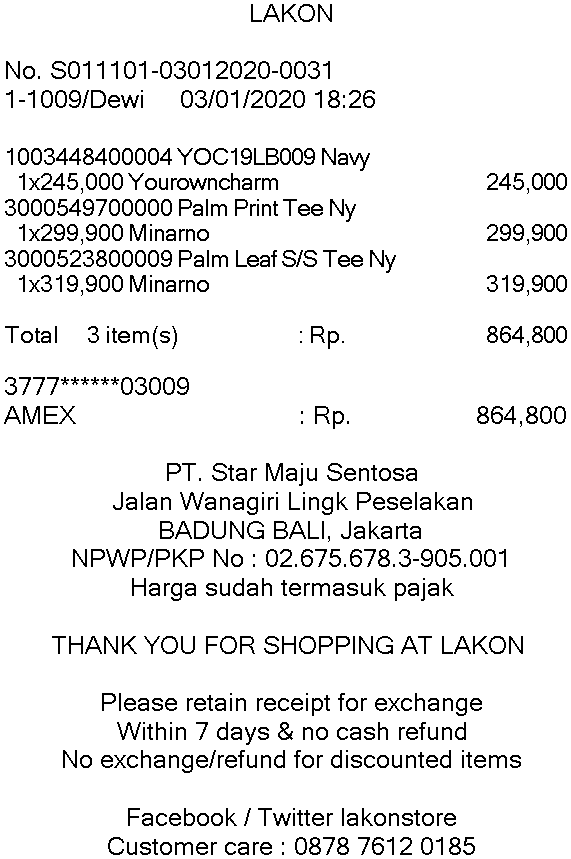 LAKON
No. S011101-03012020-0031
1-1009/Dewi 03/01/2020 18:26
1003448400004 YOC19LB009 Navy
1x245,000 Yourowncharm 245,000
3000549700000 Palm Print Tee Ny
1x299,900 Minarno 299,900
3000523800009 Palm Leaf S/S Tee Ny
1x319,900 Minarno 319,900
Total 3 item(s) : Rp. 864,800
3777******03009
AMEX : Rp. 864,800
PT. Star Maju Sentosa
Jalan Wanagiri Lingk Peselakan
BADUNG BALI, Jakarta
NPWP/PKP No : 02.675.678.3-905.001
Harga sudah termasuk pajak
THANK YOU FOR SHOPPING AT LAKON
Please retain receipt for exchange
Within 7 days & no cash refund
No exchange/refund for discounted items
Facebook / Twitter lakonstore
Customer care : 0878 7612 0185